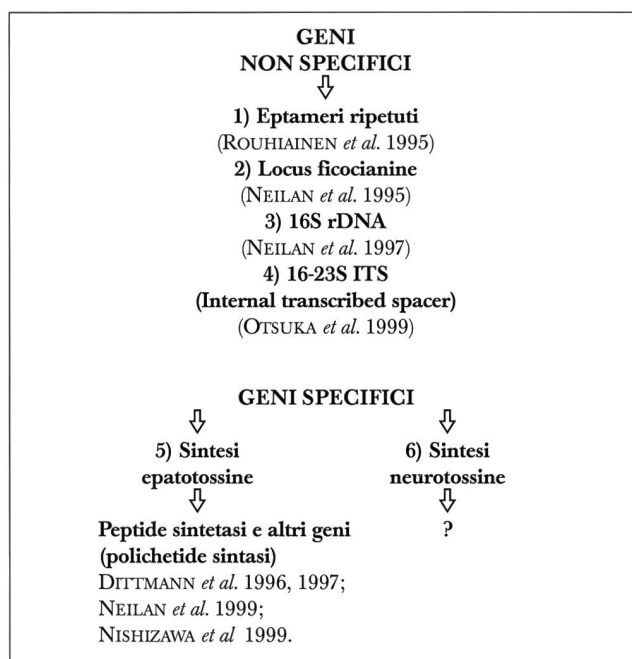 GENI
NON SPECIFICI
1) Eptameri ripetuti
(ROUHIAINEN et al. 1995)
2) Locus ficocianine
(NEILAN et al. 1995)
3) 16S rDNA
(NEILAN et al. 1997)
4) 16-23S ITS
(Internal transcribed spacer)
(OTSUKA et al. 1999)
GENI SPECIFICI
5) Sintesi
epatotossine
Peptide sintetasi e altri geni
(polichetide sintasi)
DITTMANN et al. 1996, 1997;
NEILAN et al. 1999;
NISHIZAWA et al 1999.
6) Sintesi
neurotossine
?